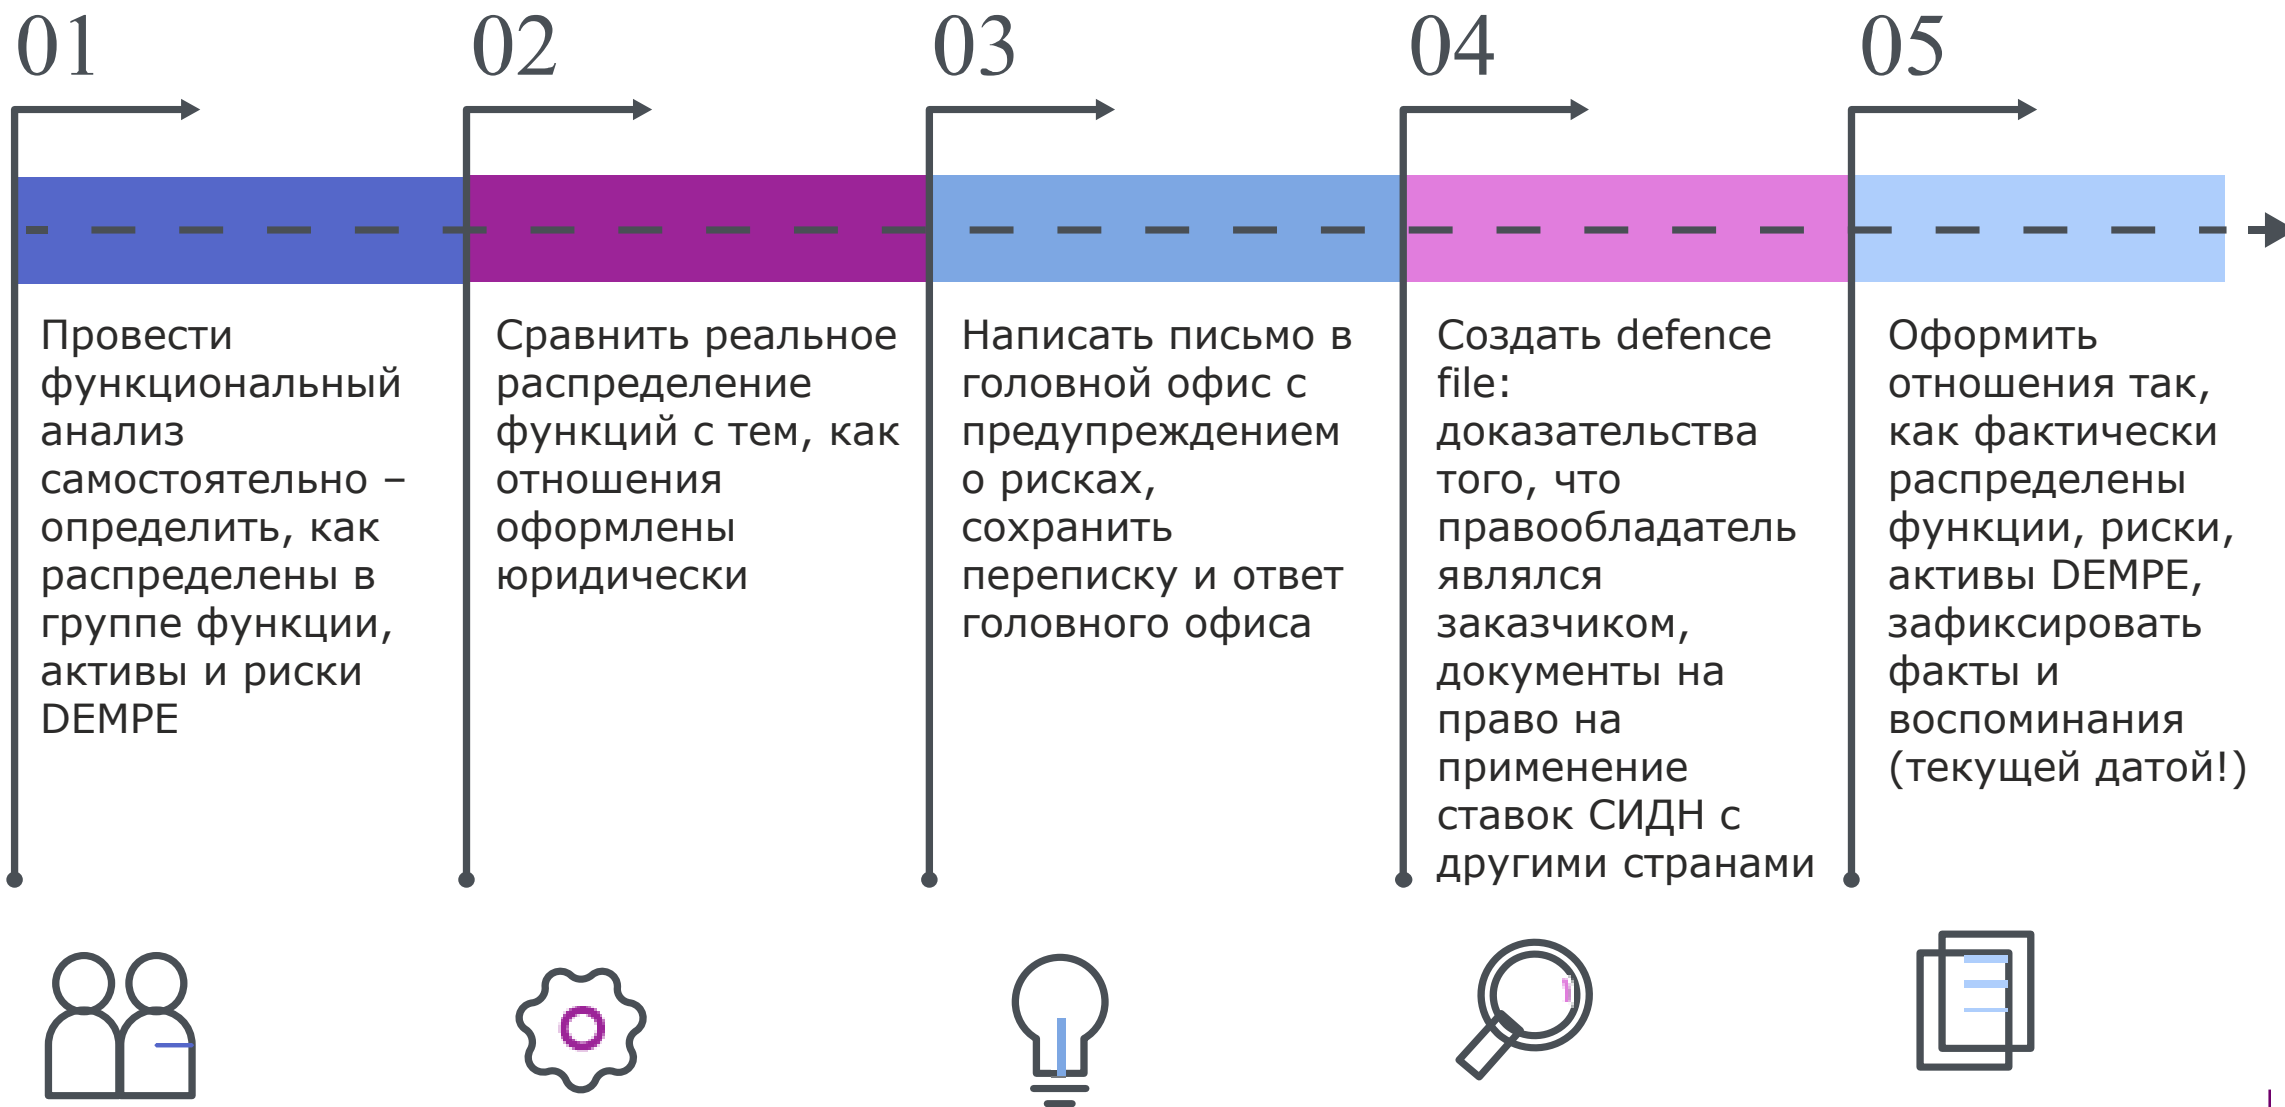 01
Провести
функциональный
анализ
самостоятельно –
определить, как
распределены в
группе функции,
активы и риски
DEMPE
02
Сравнить реальное
распределение
функций с тем, как
отношения
оформлены
юридически
03
Написать письмо в
головной офис с
предупреждением
о рисках,
сохранить
переписку и ответ
головного офиса
04
Создать defence
file:
доказательства
того, что
правообладатель
являлся
заказчиком,
документы на
право на
применение
ставок СИДН с
другими странами
05
Оформить
отношения так,
как фактически
распределены
функции, риски,
активы DEMPE,
зафиксировать
факты и
воспоминания
(текущей датой!)